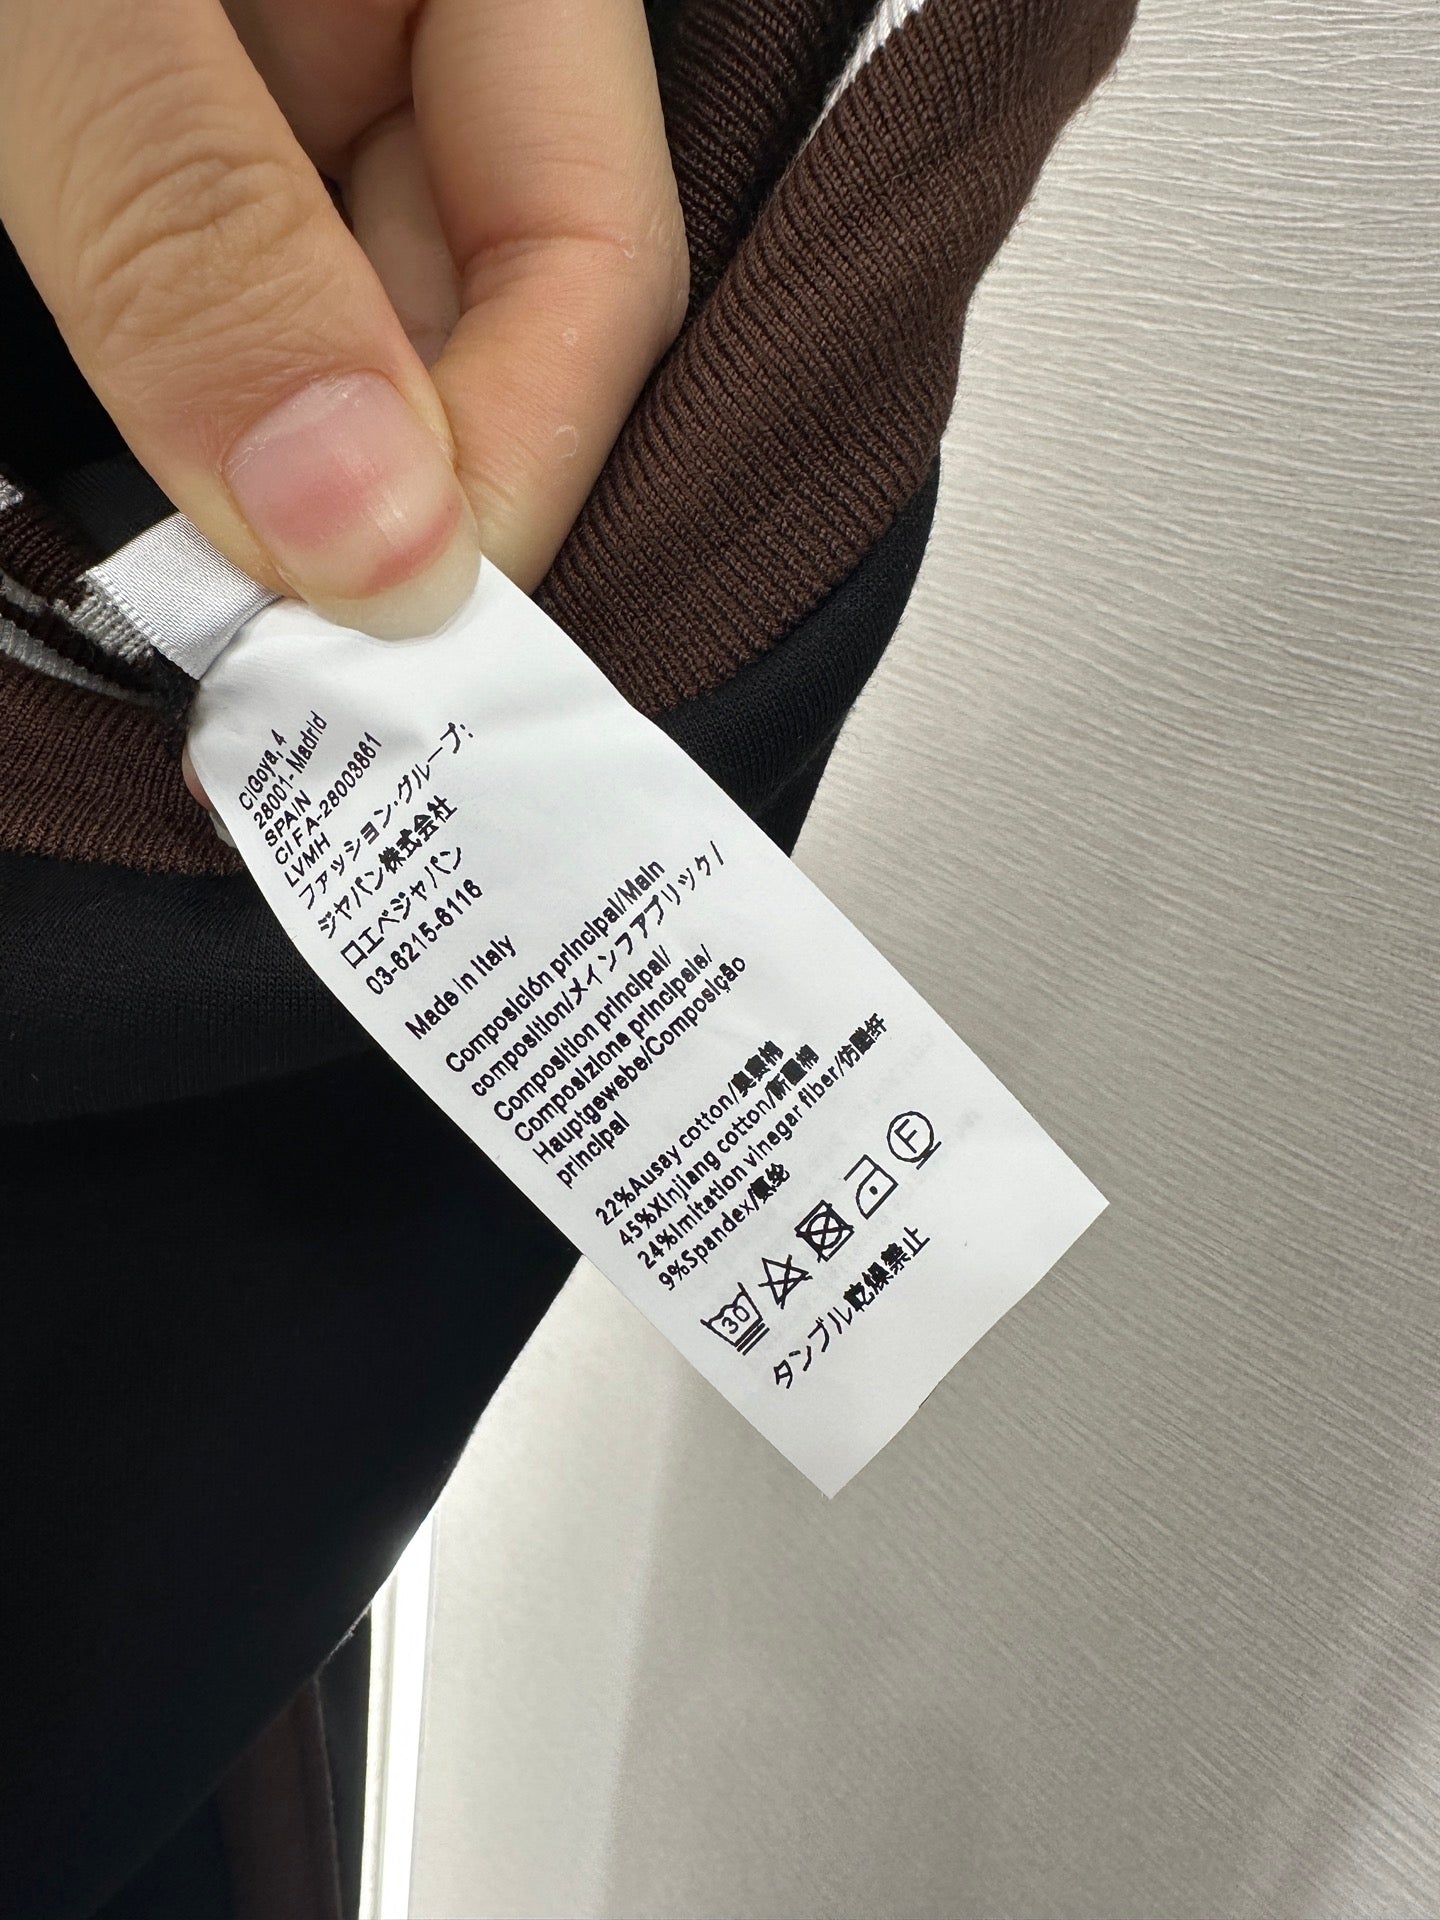 C/Goya, 4
28001- Madrid
SPAIN
CIFA-28003861
LVMH
ファッション·グループ:
ジャパン株式会社
ロエベジャパン
03-6215-6116
Made in Italy
Composición principal/Main
composition/メインファアブリック/
Composition principal/
Composizione principale/
Hauptgewebe/Composição
principal
22%Ausay cotton/奥赛棉
45%Xinjiang cotton/新疆棉
24%Imitation vinegar fiber/仿醋纤
9%Spandex/氨纶
30
F
タンブル乾燥禁止